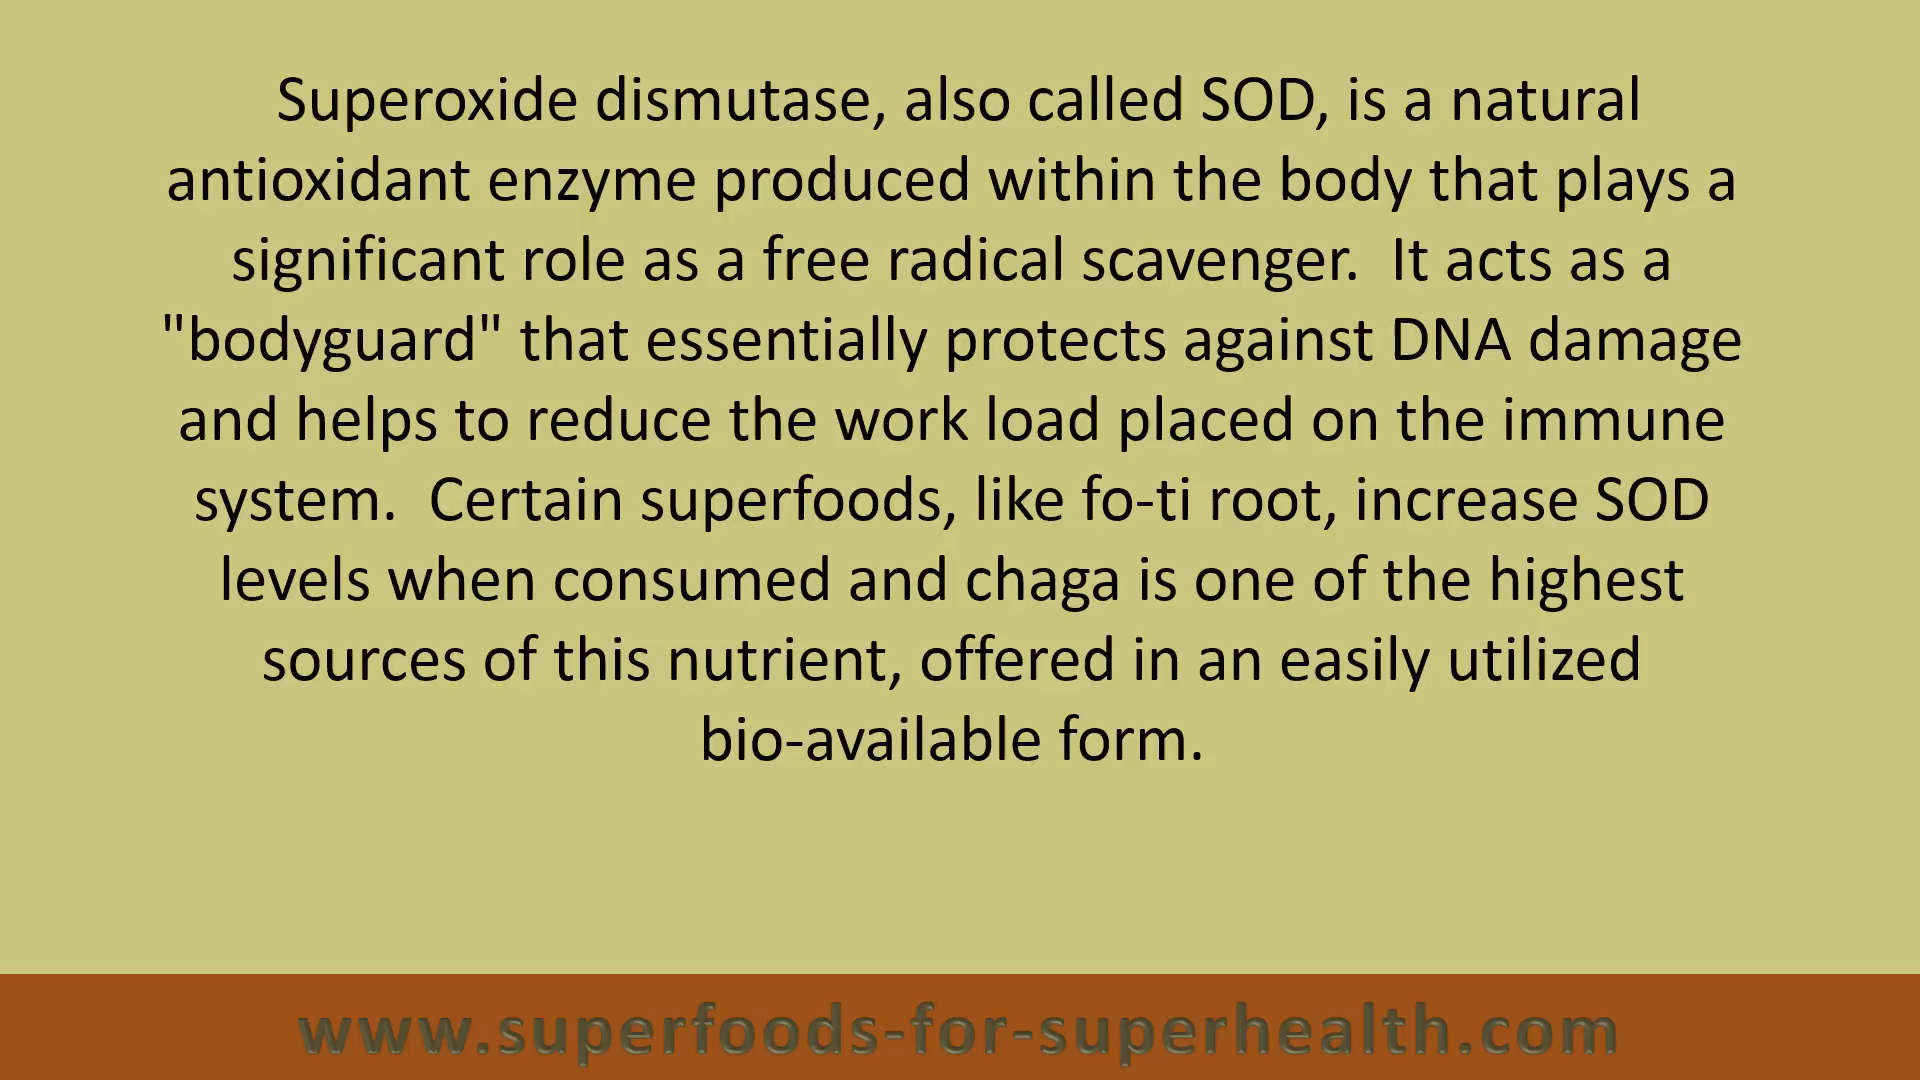 Superoxide dismutase, also called SOD, is a natural
antioxidant enzyme produced within the body that plays a
significant role as a free radical scavenger.  It acts as a
"bodyguard" that essentially protects against DNA damage
and helps to reduce the work load placed on the immune
system.  Certain superfoods, like fo-ti root, increase SOD
levels when consumed and chaga is one of the highest
sources of this nutrient, offered in an easily utilized
bio-available form.
www.superfoods-for-superhealth.com